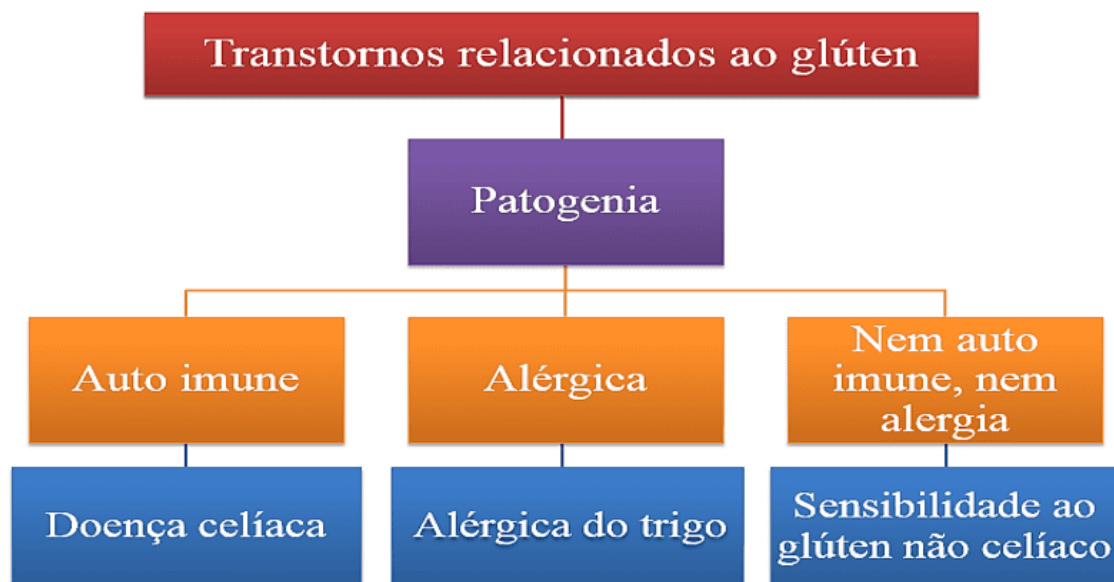 Transtornos relacionados ao glúten
Patogenia
Auto imune
Alérgica
Nem auto
imune, nem
alergia
Doença celíaca
Alérgica do trigo
Sensibilidade ao
glúten não celíaco